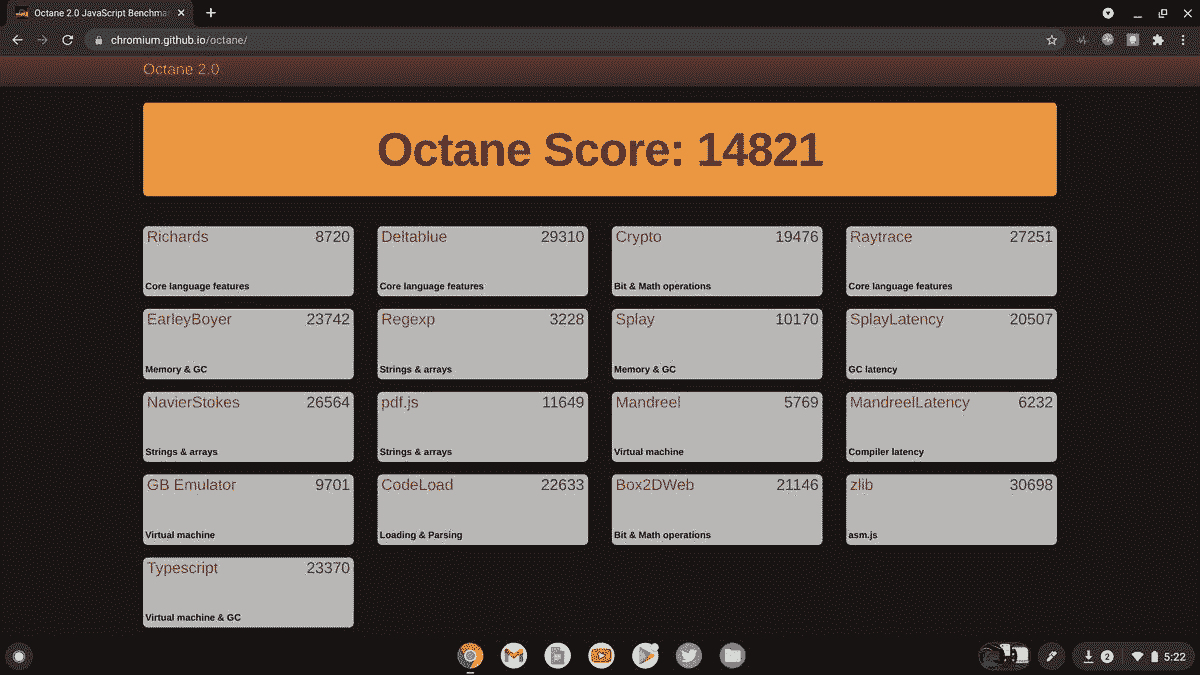 Octane 2.0 JavaScript Benchmar
chromium.github.io/octane/
Octane 2.0
Octane Score: 14821
Richards 8720
Core language features
Deltablue 29310
Core language features
Crypto 19476
Bit & Math operations
Raytrace 27251
Core language features
EarleyBoyer 23742
Memory & GC
Regexp 3228
Strings & arrays
Splay 10170
Memory & GC
SplayLatency 20507
GC latency
NavierStokes 26564
Strings & arrays
pdf.js 11649
Strings & arrays
Mandreel 5769
Virtual machine
MandreelLatency 6232
Compiler latency
GB Emulator 9701
Virtual machine
CodeLoad 22633
Loading & Parsing
Box2DWeb 21146
Bit & Math operations
zlib 30698
asm.js
Typescript 23370
Virtual machine & GC
2 5:22